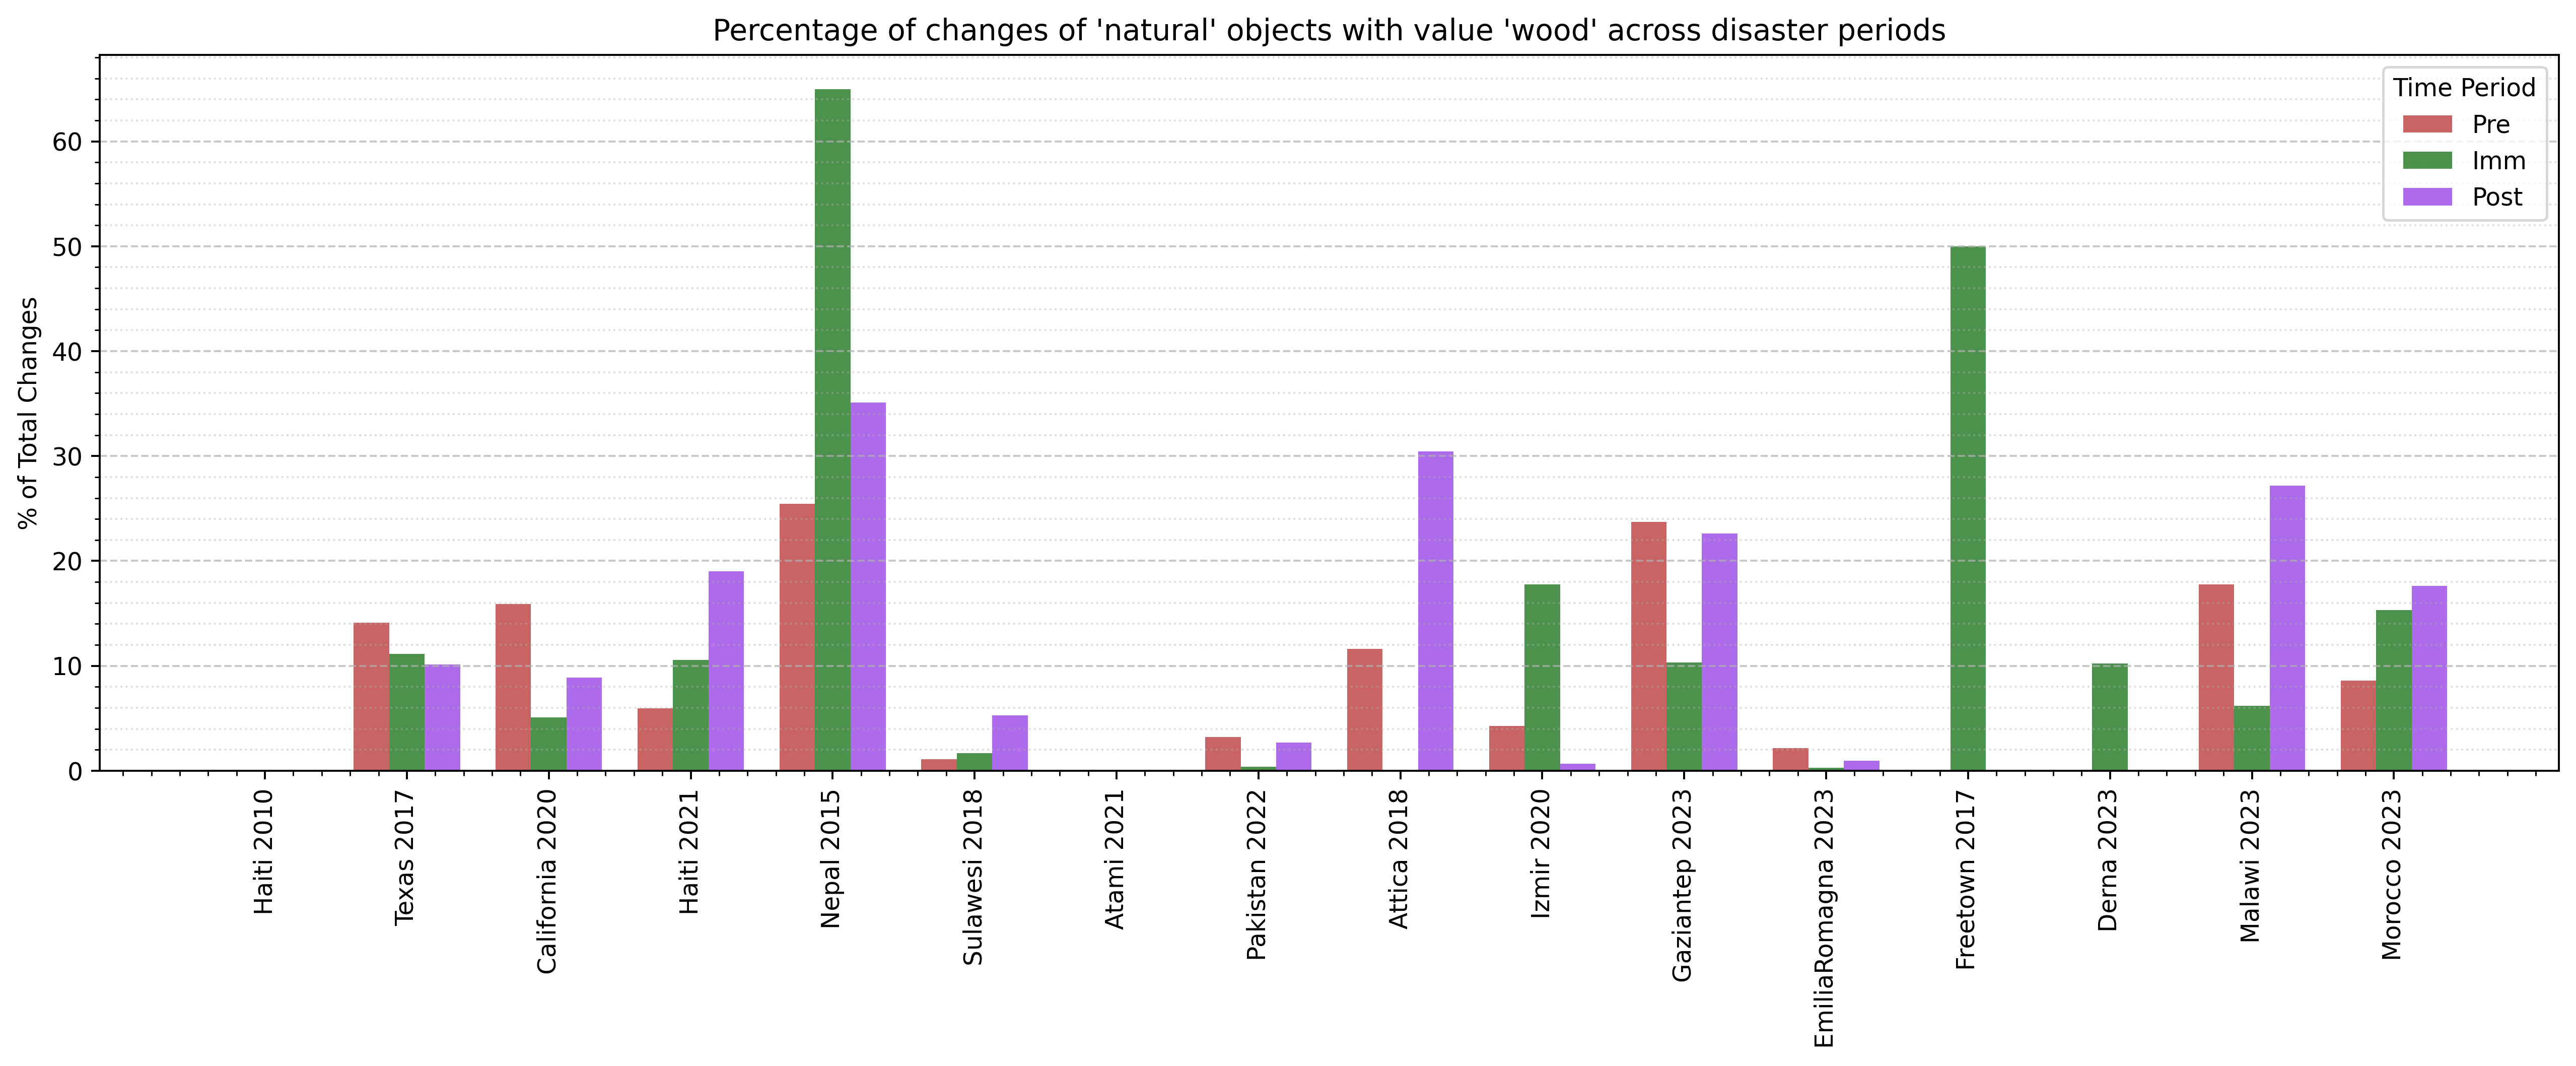 Percentage of changes of 'natural' objects with value 'wood' across disaster periods
% of Total Changes
60
50
40
30
20
10
0
Time Period
Pre
Imm
Post
Haiti 2010
Texas 2017
California 2020
Haiti 2021
Nepal 2015
Sulawesi 2018
Atami 2021
Pakistan 2022
Attica 2018
Izmir 2020
Gaziantep 2023
EmiliaRomagna 2023
Freetown 2017
Derna 2023
Malawi 2023
Morocco 2023